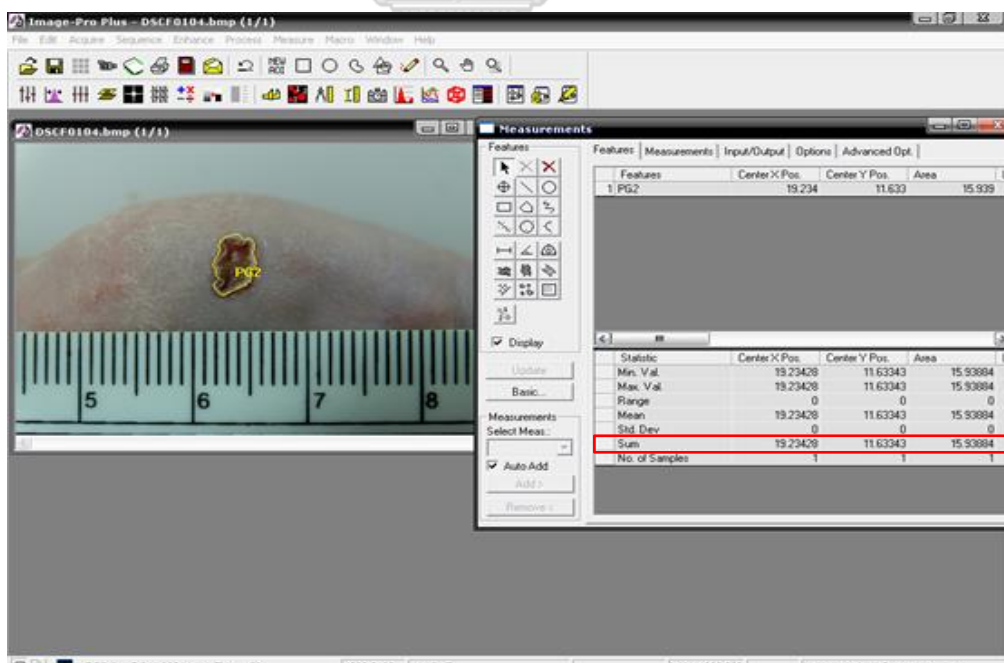 Image-Pro Plus - DSCF0104.bmp (1/1)
File Edit Acquire Sequence Enhance Process Measure Macro Window Help
DSCF0104.bmp (1/1)
PG2
5 6 7 8
Measurements
Features
Display
Update
Basic...
Measurements
Select Meas.:
Auto Add
Add >
Remove <
Features Measurements Input/Output Options Advanced Opt.
Features Center X Pos. Center Y Pos. Area
1 PG2 19.234 11.633 15.939
Statistic Center X Pos. Center Y Pos. Area
Min. Val. 19.23428 11.63343 15.93884
Max. Val. 19.23428 11.63343 15.93884
Range 0 0 0
Mean 19.23428 11.63343 15.93884
Std. Dev 0 0 0
Sum 19.23428 11.63343 15.93884
No. of Samples 1 1 1